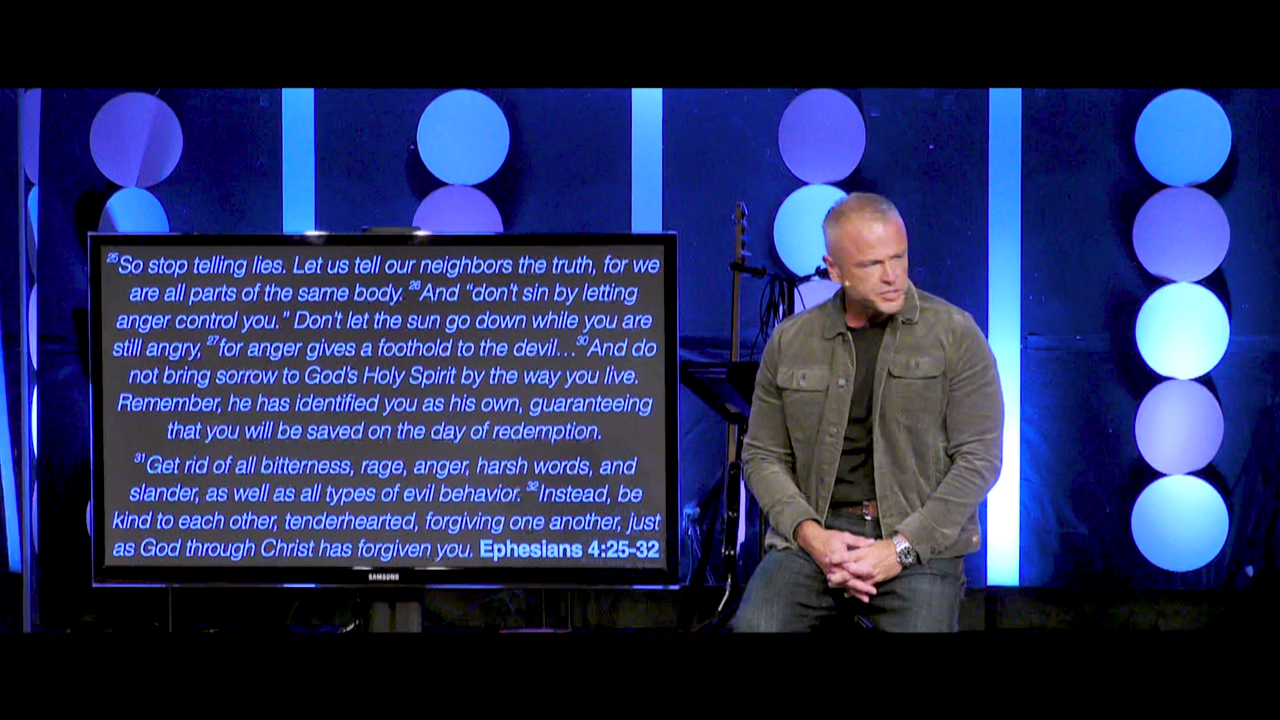 ²⁵So stop telling lies. Let us tell our neighbors the truth, for we
are all parts of the same body. ²⁶And “don’t sin by letting
anger control you.” Don’t let the sun go down while you are
still angry, ²⁷for anger gives a foothold to the devil…³⁰And do
not bring sorrow to God’s Holy Spirit by the way you live.
Remember, he has identified you as his own, guaranteeing
that you will be saved on the day of redemption.
³¹Get rid of all bitterness, rage, anger, harsh words, and
slander, as well as all types of evil behavior. ³²Instead, be
kind to each other, tenderhearted, forgiving one another, just
as God through Christ has forgiven you. Ephesians 4:25-32
SAMSUNG